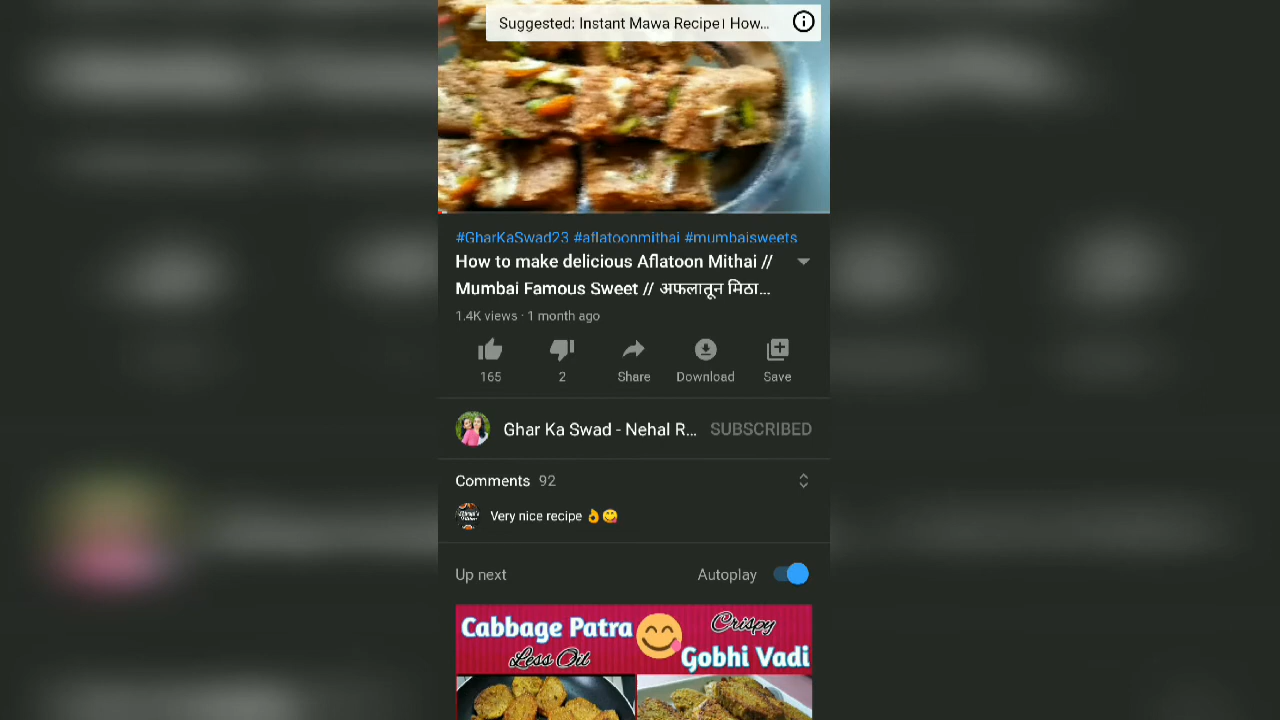 Suggested: Instant Mawa Recipe। How...
#GharKaSwad23 #aflatoonmithai #mumbaisweets
How to make delicious Aflatoon Mithai //
Mumbai Famous Sweet // अफलातून मिठा...
1.4K views · 1 month ago
165
2
Share
Download
Save
Ghar Ka Swad - Nehal R...
SUBSCRIBED
Comments 92
Very nice recipe 👌😋
Up next
Autoplay
Cabbage Patra
Less Oil
Crispy
Gobhi Vadi